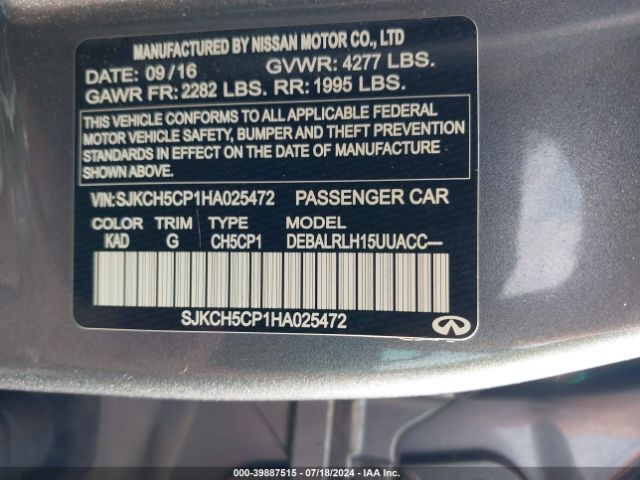 MANUFACTURED BY NISSAN MOTOR CO., LTD
DATE: 09/16 GVWR: 4277 LBS.
GAWR FR: 2282 LBS. RR: 1995 LBS.
THIS VEHICLE CONFORMS TO ALL APPLICABLE FEDERAL
MOTOR VEHICLE SAFETY, BUMPER AND THEFT PREVENTION
STANDARDS IN EFFECT ON THE DATE OF MANUFACTURE
SHOWN ABOVE.
VIN: SJKCH5CP1HA025472 PASSENGER CAR
COLOR TRIM TYPE MODEL
KAD G CH5CP1 DEBALRLH15UUACC—
SJKCH5CP1HA025472
000-39887515 - 07/18/2024 - IAA Inc.